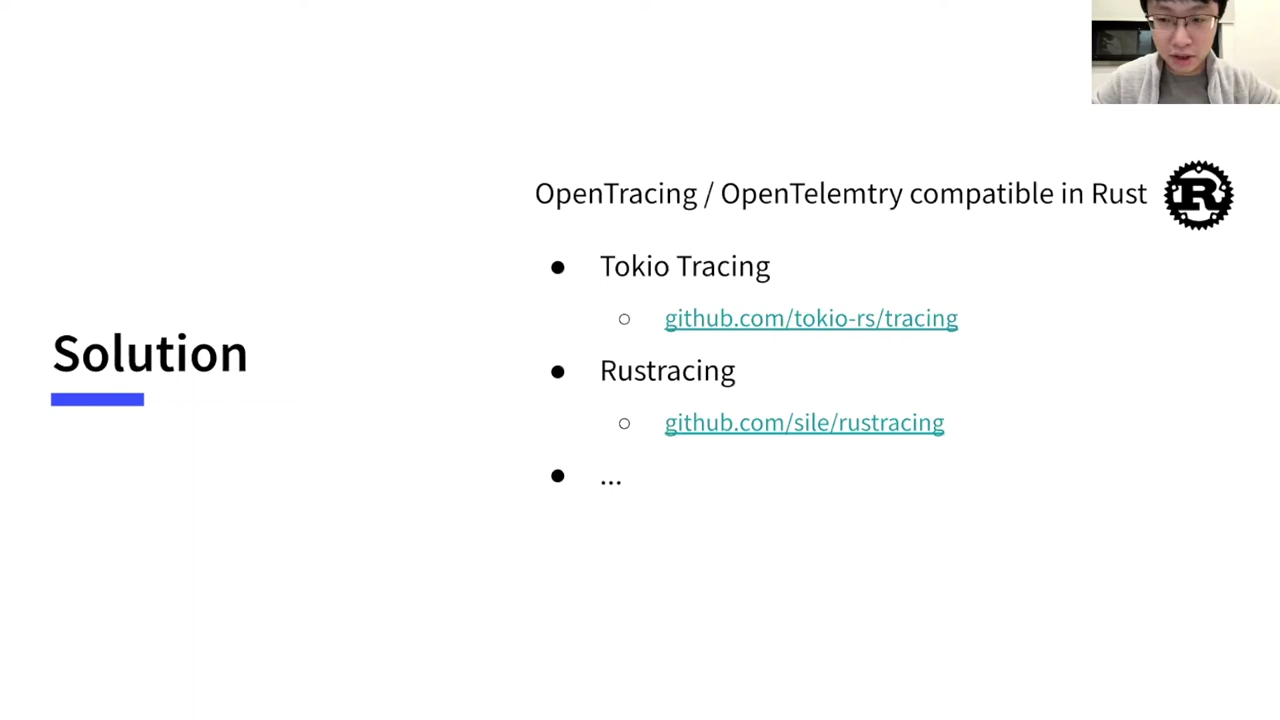 Solution
OpenTracing / OpenTelemtry compatible in Rust
R
● Tokio Tracing
○ github.com/tokio-rs/tracing
● Rustracing
○ github.com/sile/rustracing
● ...